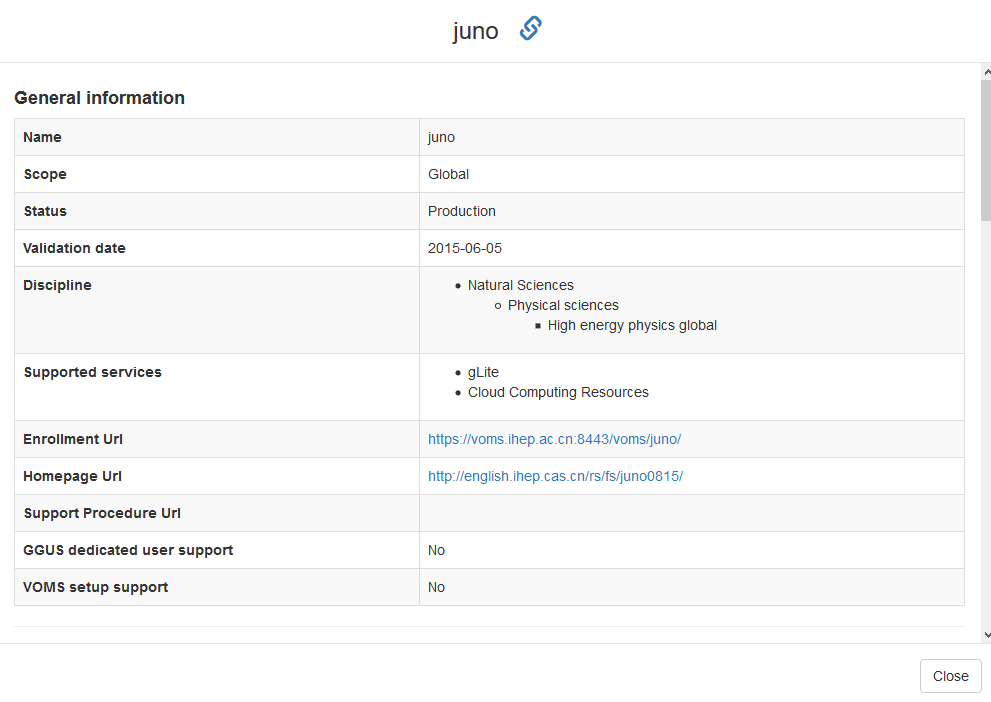 juno
General information
Name juno
Scope Global
Status Production
Validation date 2015-06-05
Discipline Natural Sciences
Physical sciences
High energy physics global
Supported services gLite
Cloud Computing Resources
Enrollment Url https://voms.ihep.ac.cn:8443/voms/juno/
Homepage Url http://english.ihep.cas.cn/rs/fs/juno0815/
Support Procedure Url
GGUS dedicated user support No
VOMS setup support No
Close